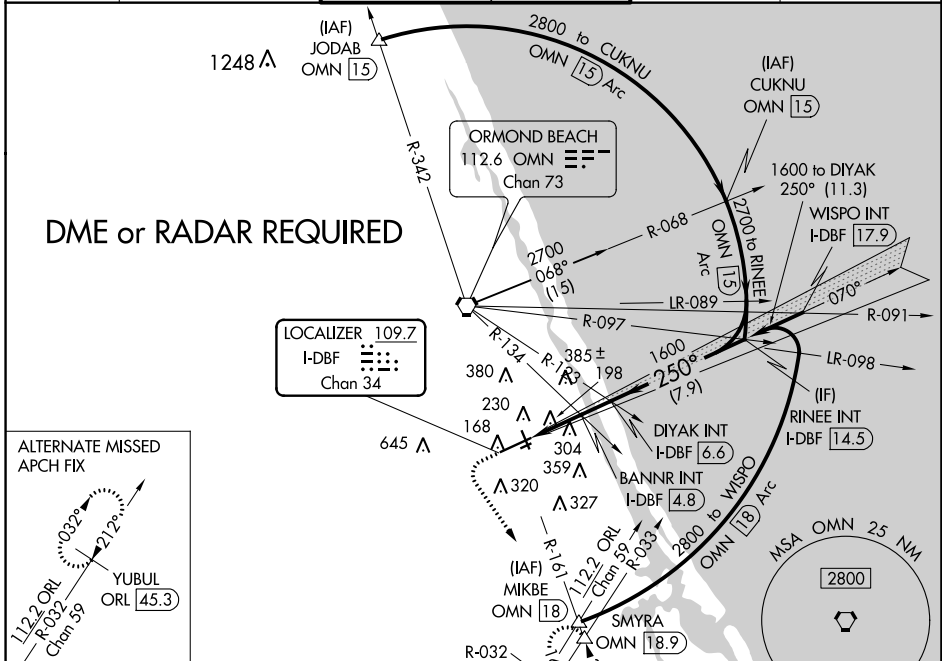 (IAF)
JODAB
OMN 15
1248
2800 to CUKNU
OMN 15 Arc
(IAF)
CUKNU
OMN 15
R-342
ORMOND BEACH
112.6 OMN
Chan 73
1600 to DIYAK
250° (11.3)
WISPO INT
I-DBF 17.9
DME or RADAR REQUIRED
2700
068°
(15)
R-068
2700 to RINEE
OMN 15
Arc
LR-089
070°
R-091
R-097
LR-098
LOCALIZER 109.7
I-DBF
Chan 34
R-134
R-123
385 ±
198
380
1600
250°
(7.9)
(IF)
RINEE INT
I-DBF 14.5
230
168
645
304
DIYAK INT
I-DBF 6.6
359
BANNR INT
I-DBF 4.8
320
327
2800 to WISPO
OMN 18 Arc
ALTERNATE MISSED
APCH FIX
032°
212°
YUBUL
ORL 45.3
112.2 ORL
R-032
Chan 59
R-161
112.2 ORL
Chan 59
R-033
(IAF)
MIKBE
OMN 18
SMYRA
OMN 18.9
R-032
MSA OMN 25 NM
2800